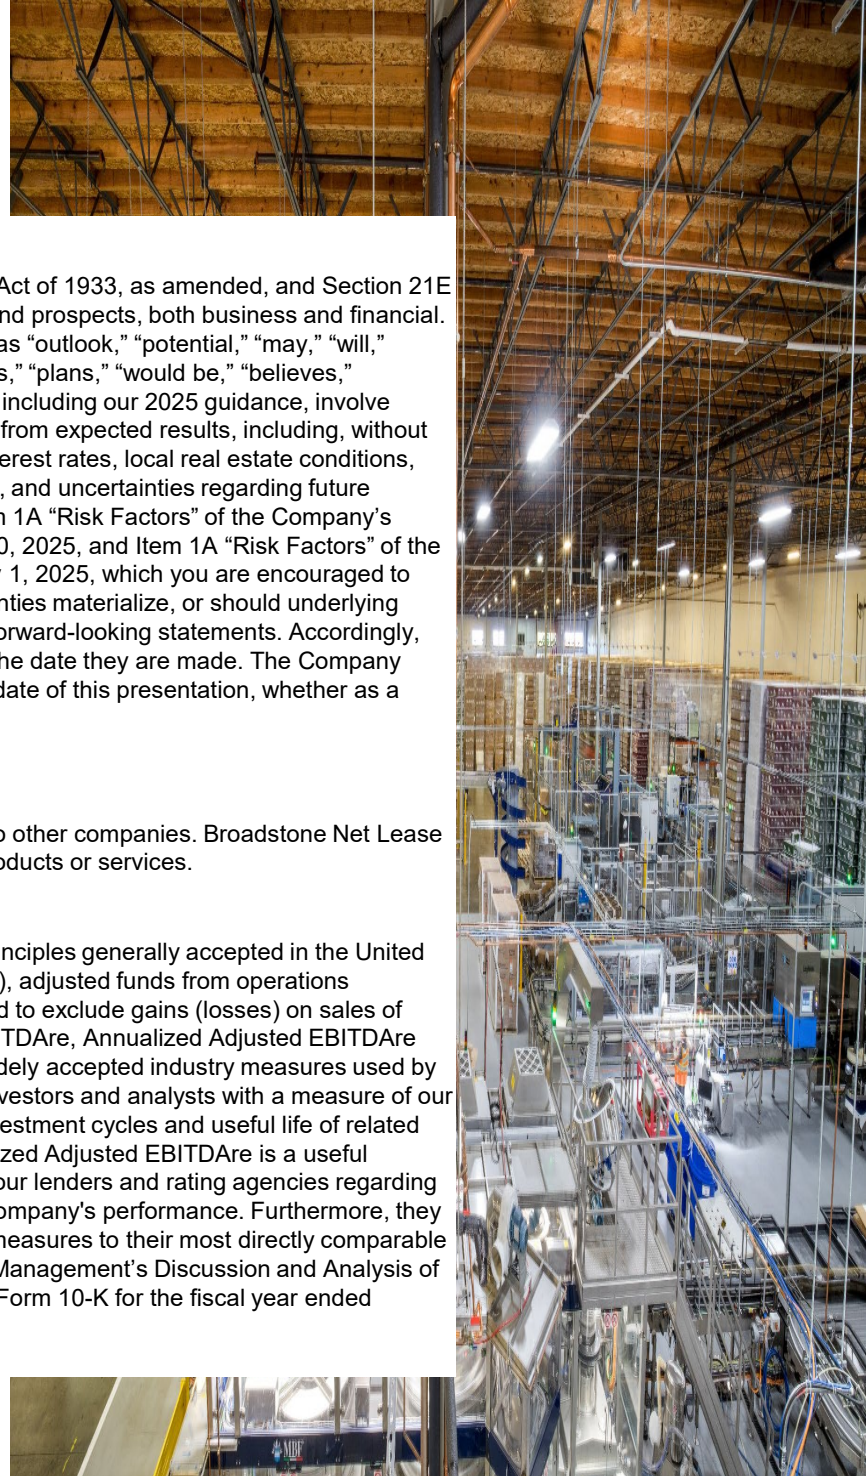 Act of 1933, as amended, and Section 21E
nd prospects, both business and financial.
as “outlook,” “potential,” “may,” “will,”
s,” “plans,” “would be,” “believes,”
including our 2025 guidance, involve
from expected results, including, without
erest rates, local real estate conditions,
, and uncertainties regarding future
m 1A “Risk Factors” of the Company’s
0, 2025, and Item 1A “Risk Factors” of the
y 1, 2025, which you are encouraged to
nties materialize, or should underlying
orward-looking statements. Accordingly,
he date they are made. The Company
date of this presentation, whether as a
o other companies. Broadstone Net Lease
oducts or services.
inciples generally accepted in the United
), adjusted funds from operations
d to exclude gains (losses) on sales of
ITDAre, Annualized Adjusted EBITDAre
dely accepted industry measures used by
vestors and analysts with a measure of our
estment cycles and useful life of related
zed Adjusted EBITDAre is a useful
our lenders and rating agencies regarding
ompany's performance. Furthermore, they
measures to their most directly comparable
Management’s Discussion and Analysis of
Form 10-K for the fiscal year ended
MBF